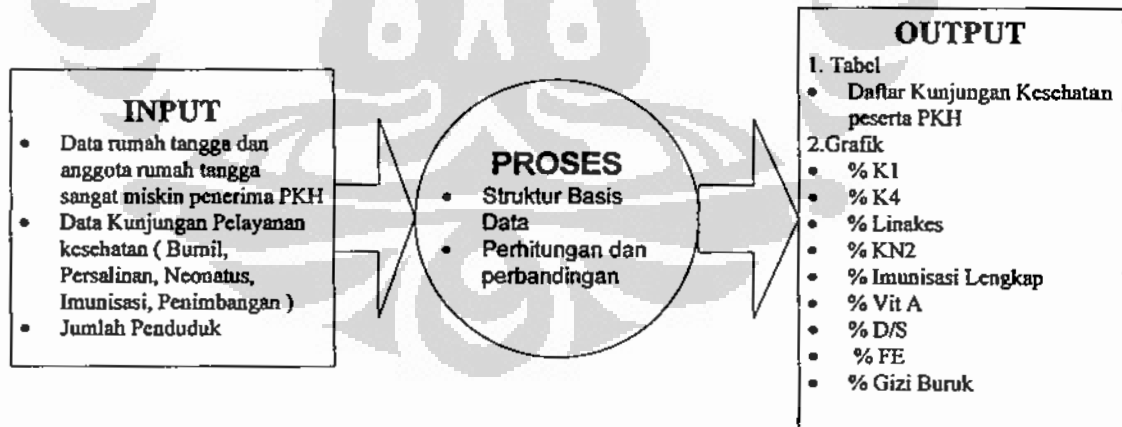 INPUT
• Data rumah tangga dan
anggota rumah tangga
sangat miskin penerima PKH
• Data Kunjungan Pelayanan
kesehatan ( Bumil,
Persalinan, Neonatus,
Imunisasi, Penimbangan )
• Jumlah Penduduk
PROSES
• Struktur Basis
Data
• Perhitungan dan
perbandingan
OUTPUT
1. Tabel
• Daftar Kunjungan Kesehatan
peserta PKH
2.Grafik
• % K1
• % K4
• % Linakes
• % KN2
• % Imunisasi Lengkap
• % Vit A
• % D/S
• % FE
• % Gizi Buruk